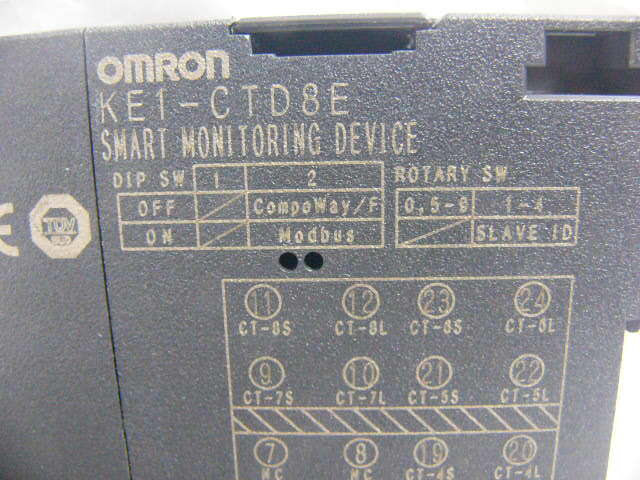 OMRON
KE1-CTD8E
SMART MONITORING DEVICE
DIP SW 1 2 ROTARY SW
OFF CompoWay/F 0,5-9 1-4
ON Modbus SLAVE ID
TÜV
11 12 23 24
CT-8S CT-8L CT-6S CT-6L
9 10 21 22
CT-7S CT-7L CT-5S CT-5L
7 8 19 20
NC NC CT-4S CT-4L